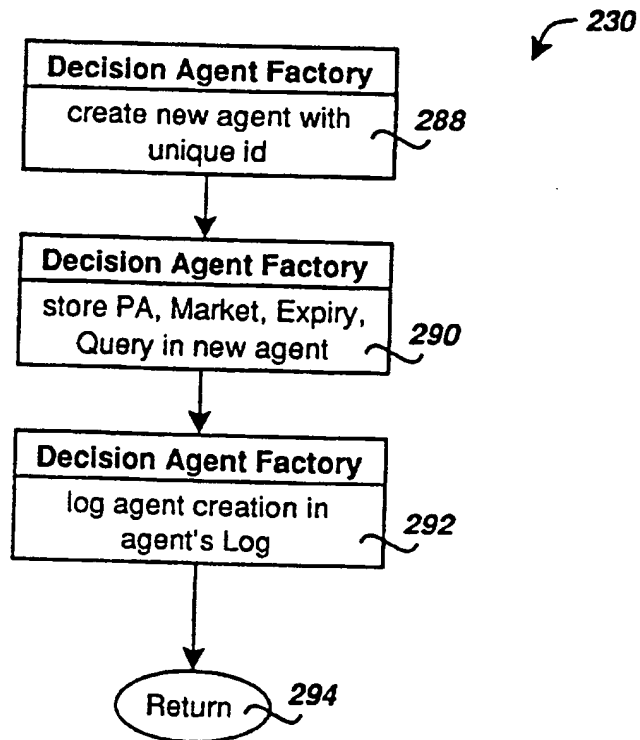 230
Decision Agent Factory
create new agent with
unique id
288
Decision Agent Factory
store PA, Market, Expiry,
Query in new agent
290
Decision Agent Factory
log agent creation in
agent's Log
292
Return
294